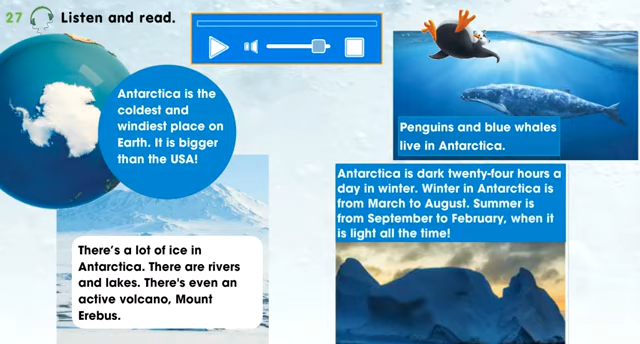 27 Listen and read.
Antarctica is the
coldest and
windiest place on
Earth. It is bigger
than the USA!
Penguins and blue whales
live in Antarctica.
There's a lot of ice in
Antarctica. There are rivers
and lakes. There's even an
active volcano, Mount
Erebus.
Antarctica is dark twenty-four hours a
day in winter. Winter in Antarctica is
from March to August. Summer is
from September to February, when it
is light all the time!